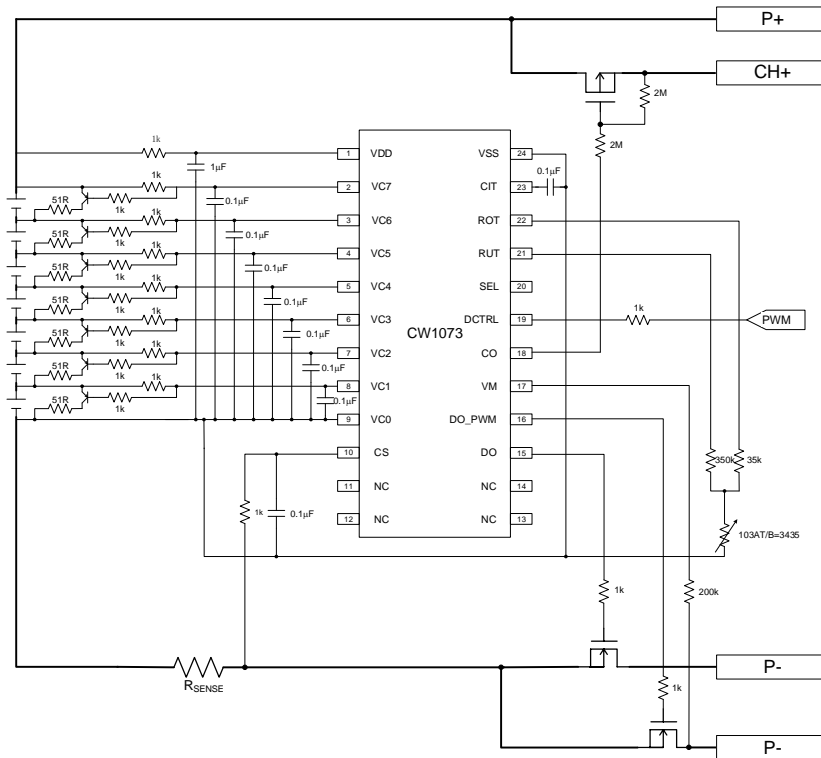 P+
CH+
2M
2M
1k
1µF
1 VDD VSS 24
0.1µF
51R 1k 1k 2 VC7 CIT 23
0.1µF
51R 1k 1k 3 VC6 ROT 22
0.1µF
51R 1k 1k 4 VC5 RUT 21
0.1µF
51R 1k 1k 5 VC4 SEL 20
0.1µF
51R 1k 1k 6 VC3 DCTRL 19 1k PWM
CW1073
0.1µF
51R 1k 1k 7 VC2 CO 18
0.1µF
51R 1k 1k 8 VC1 VM 17
0.1µF
9 VC0 DO_PWM 16
10 CS DO 15
350k 35k
11 NC NC 14
1k 0.1µF
12 NC NC 13
103AT/B=3435
1k 200k
RSENSE
P-
1k
P-